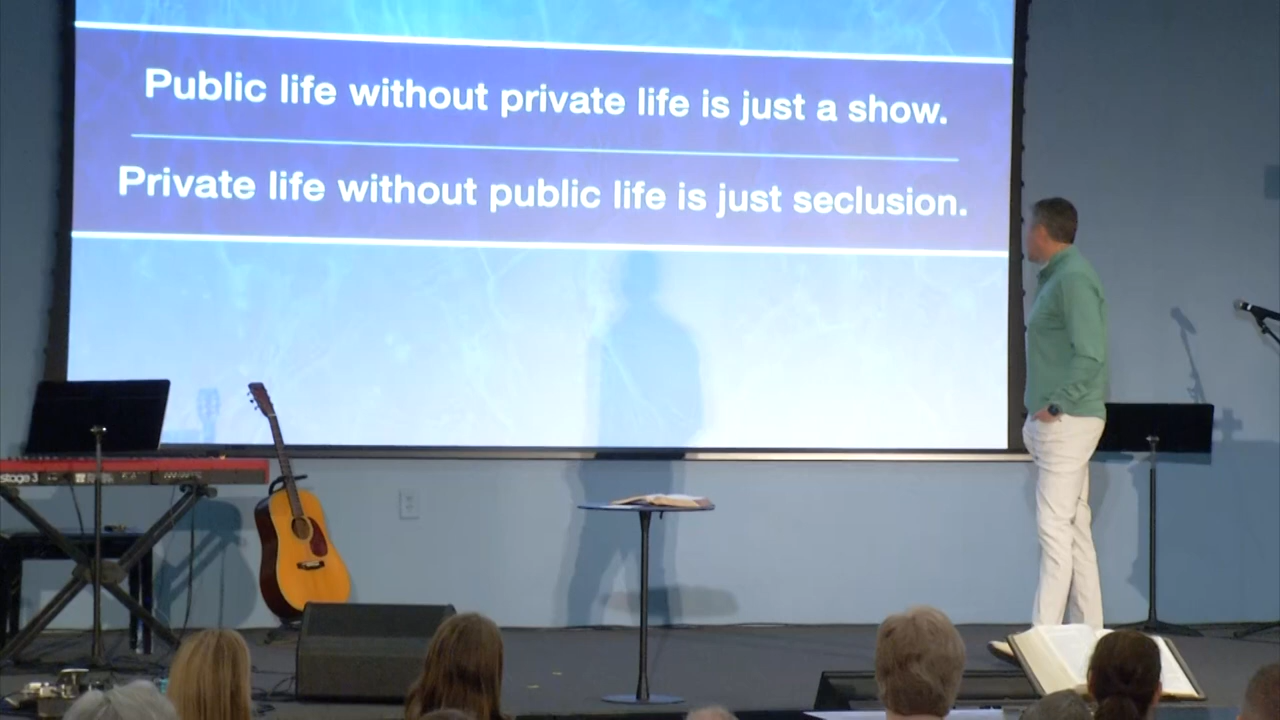 Public life without private life is just a show.
Private life without public life is just seclusion.
stage 3